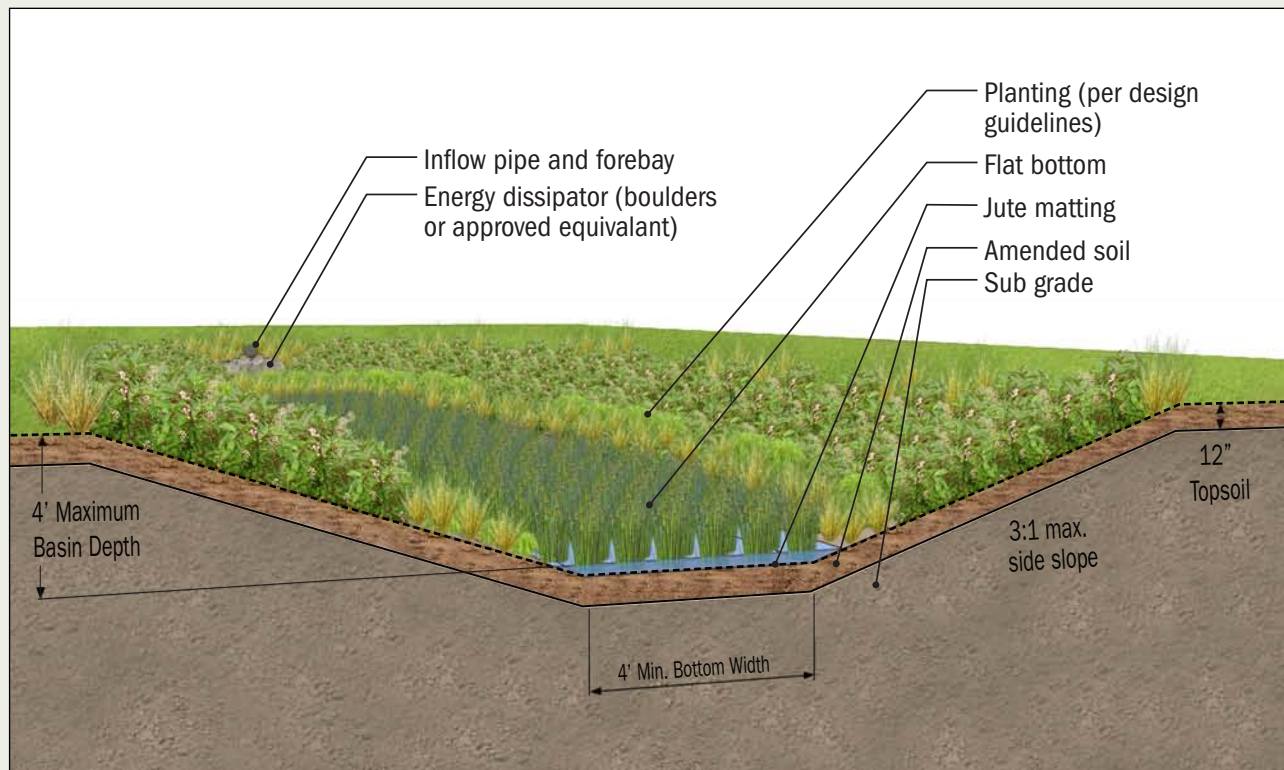 Planting (per design
guidelines)
Inflow pipe and forebay
Flat bottom
Energy dissipator (boulders
or approved equivalant)
Jute matting
Amended soil
Sub grade
12”
Topsoil
4’ Maximum
Basin Depth
3:1 max.
side slope
4’ Min. Bottom Width